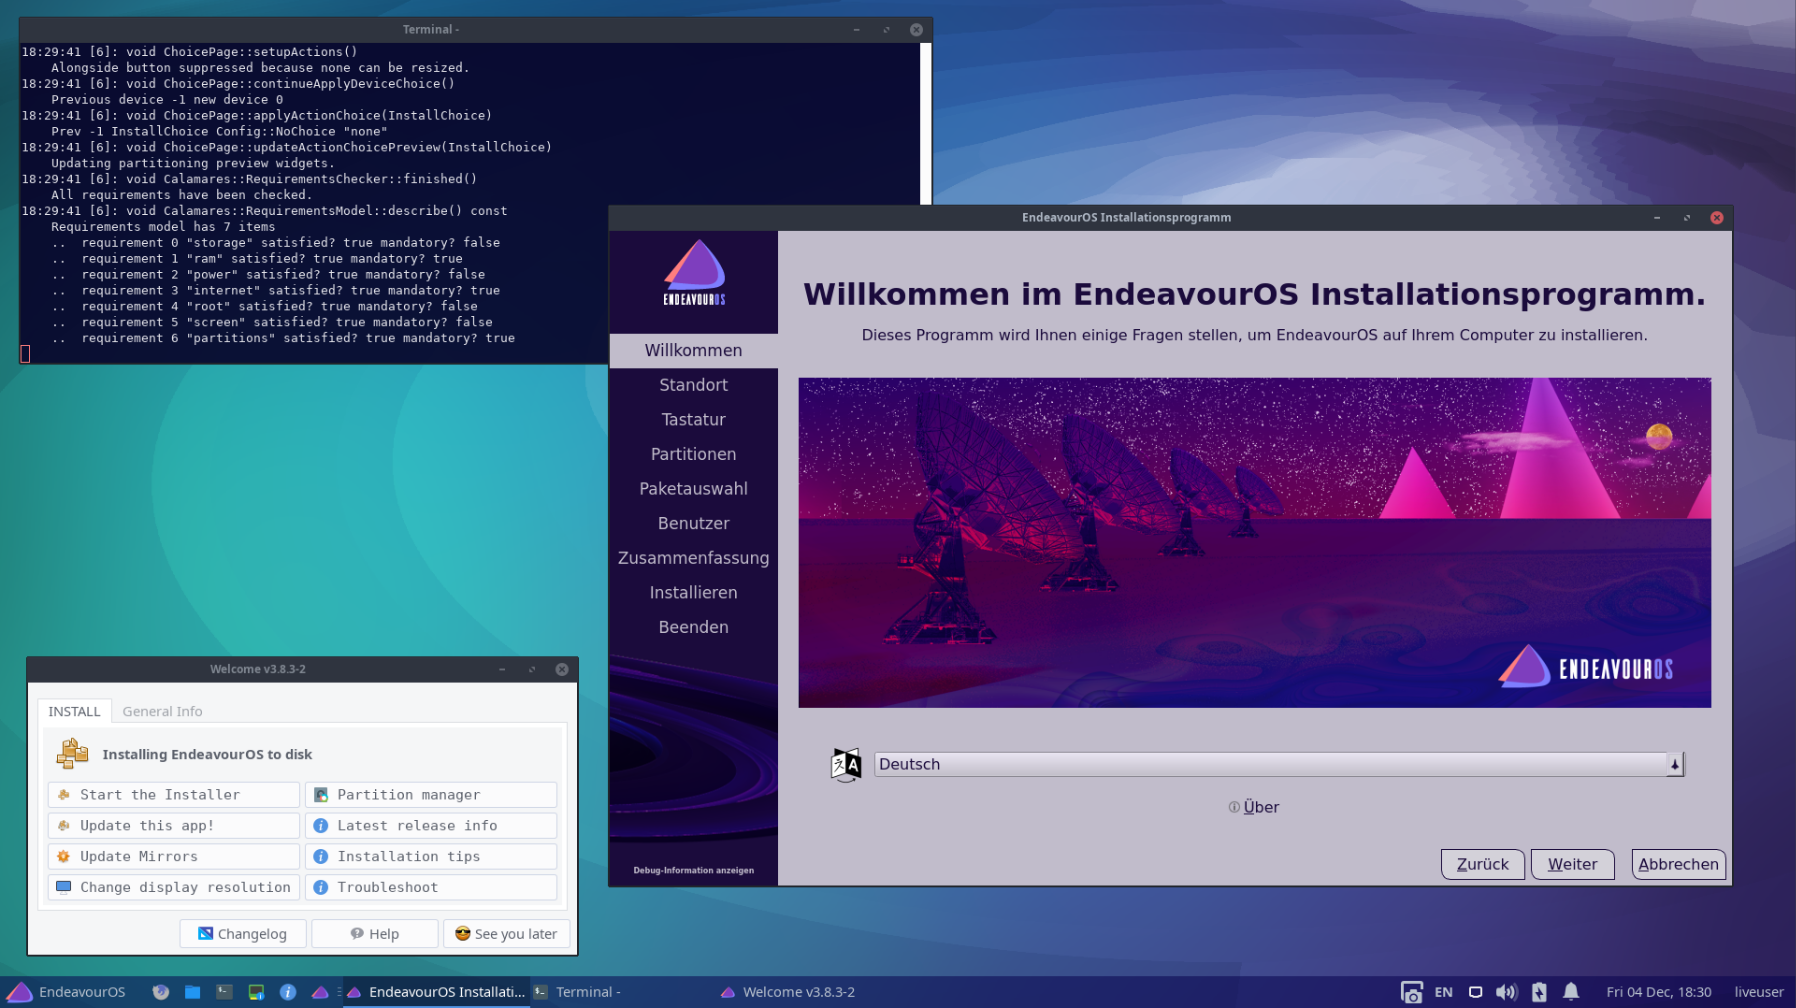 Terminal -
18:29:41 [6]: void ChoicePage::setupActions()
Alongside button suppressed because none can be resized.
18:29:41 [6]: void ChoicePage::continueApplyDeviceChoice()
Previous device -1 new device 0
18:29:41 [6]: void ChoicePage::applyActionChoice(InstallChoice)
Prev -1 InstallChoice Config::NoChoice "none"
18:29:41 [6]: void ChoicePage::updateActionChoicePreview(InstallChoice)
Updating partitioning preview widgets.
18:29:41 [6]: void Calamares::RequirementsChecker::finished()
All requirements have been checked.
18:29:41 [6]: void Calamares::RequirementsModel::describe() const
Requirements model has 7 items
..  requirement 0 "storage" satisfied? true mandatory? false
..  requirement 1 "ram" satisfied? true mandatory? true
..  requirement 2 "power" satisfied? true mandatory? false
..  requirement 3 "internet" satisfied? true mandatory? true
..  requirement 4 "root" satisfied? true mandatory? false
..  requirement 5 "screen" satisfied? true mandatory? false
..  requirement 6 "partitions" satisfied? true mandatory? true
EndeavourOS Installationsprogramm
ENDEAVOUROS
Willkommen
Standort
Tastatur
Partitionen
Paketauswahl
Benutzer
Zusammenfassung
Installieren
Beenden
Debug-Information anzeigen
Willkommen im EndeavourOS Installationsprogramm.
Dieses Programm wird Ihnen einige Fragen stellen, um EndeavourOS auf Ihrem Computer zu installieren.
ENDEAVOUROS
Deutsch
Über
Zurück
Weiter
Abbrechen
Welcome v3.8.3-2
INSTALL
General Info
Installing EndeavourOS to disk
Start the Installer
Partition manager
Update this app!
Latest release info
Update Mirrors
Installation tips
Change display resolution
Troubleshoot
Changelog
Help
See you later
EndeavourOS
EndeavourOS Installati...
Terminal -
Welcome v3.8.3-2
EN
Fri 04 Dec, 18:30
liveuser